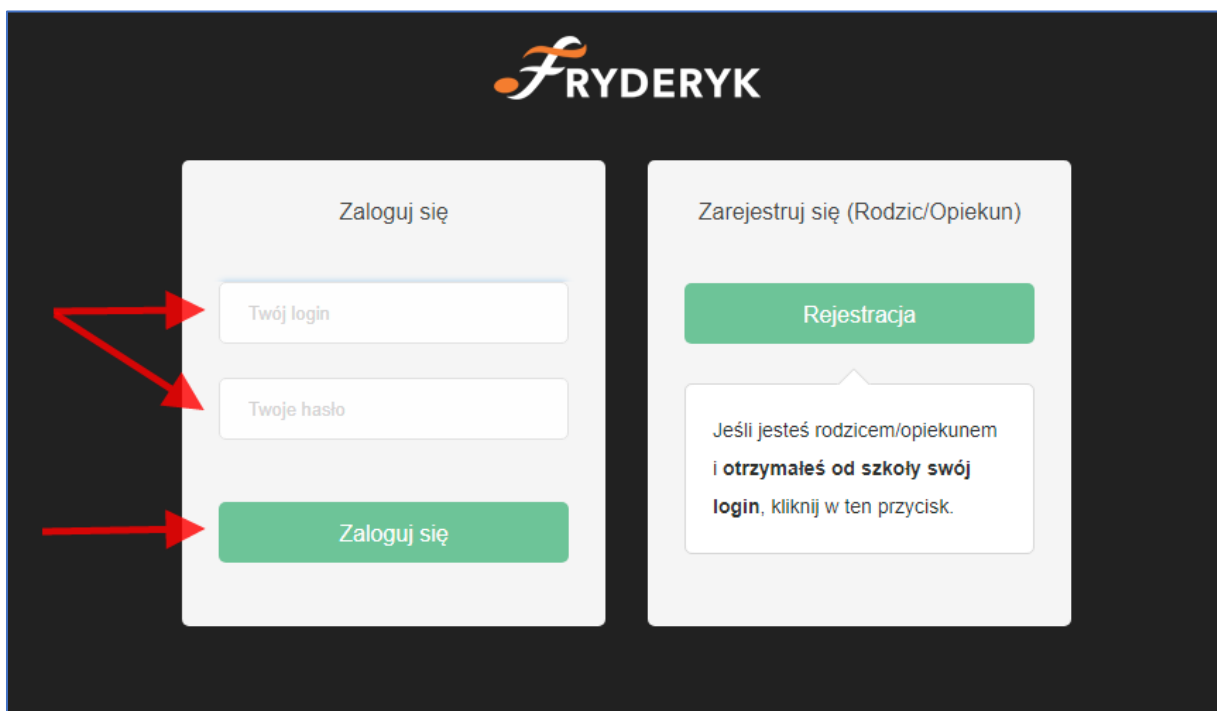 FRYDERYK
Zaloguj się
Twój login
Twoje hasło
Zaloguj się
Zarejestruj się (Rodzic/Opiekun)
Rejestracja
Jeśli jesteś rodzicem/opiekunem
i otrzymałeś od szkoły swój
login, kliknij w ten przycisk.